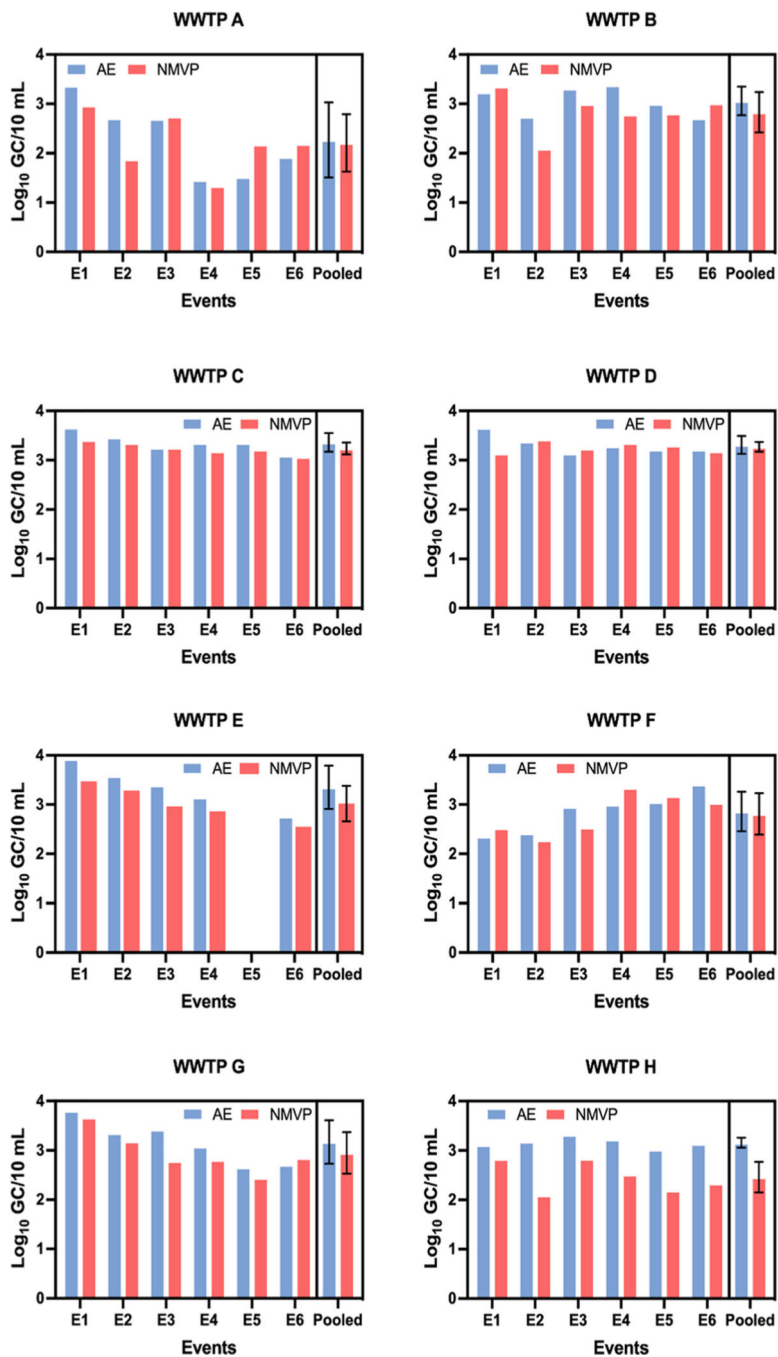 WWTP A
Log10 GC/10 mL
4
3
2
1
0
AE NMVP
E1 E2 E3 E4 E5 E6 Pooled
Events
WWTP B
Log10 GC/10 mL
4
3
2
1
0
AE NMVP
E1 E2 E3 E4 E5 E6 Pooled
Events
WWTP C
Log10 GC/10 mL
4
3
2
1
0
AE NMVP
E1 E2 E3 E4 E5 E6 Pooled
Events
WWTP D
Log10 GC/10 mL
4
3
2
1
0
AE NMVP
E1 E2 E3 E4 E5 E6 Pooled
Events
WWTP E
Log10 GC/10 mL
4
3
2
1
0
AE NMVP
E1 E2 E3 E4 E5 E6 Pooled
Events
WWTP F
Log10 GC/10 mL
4
3
2
1
0
AE NMVP
E1 E2 E3 E4 E5 E6 Pooled
Events
WWTP G
Log10 GC/10 mL
4
3
2
1
0
AE NMVP
E1 E2 E3 E4 E5 E6 Pooled
Events
WWTP H
Log10 GC/10 mL
4
3
2
1
0
AE NMVP
E1 E2 E3 E4 E5 E6 Pooled
Events